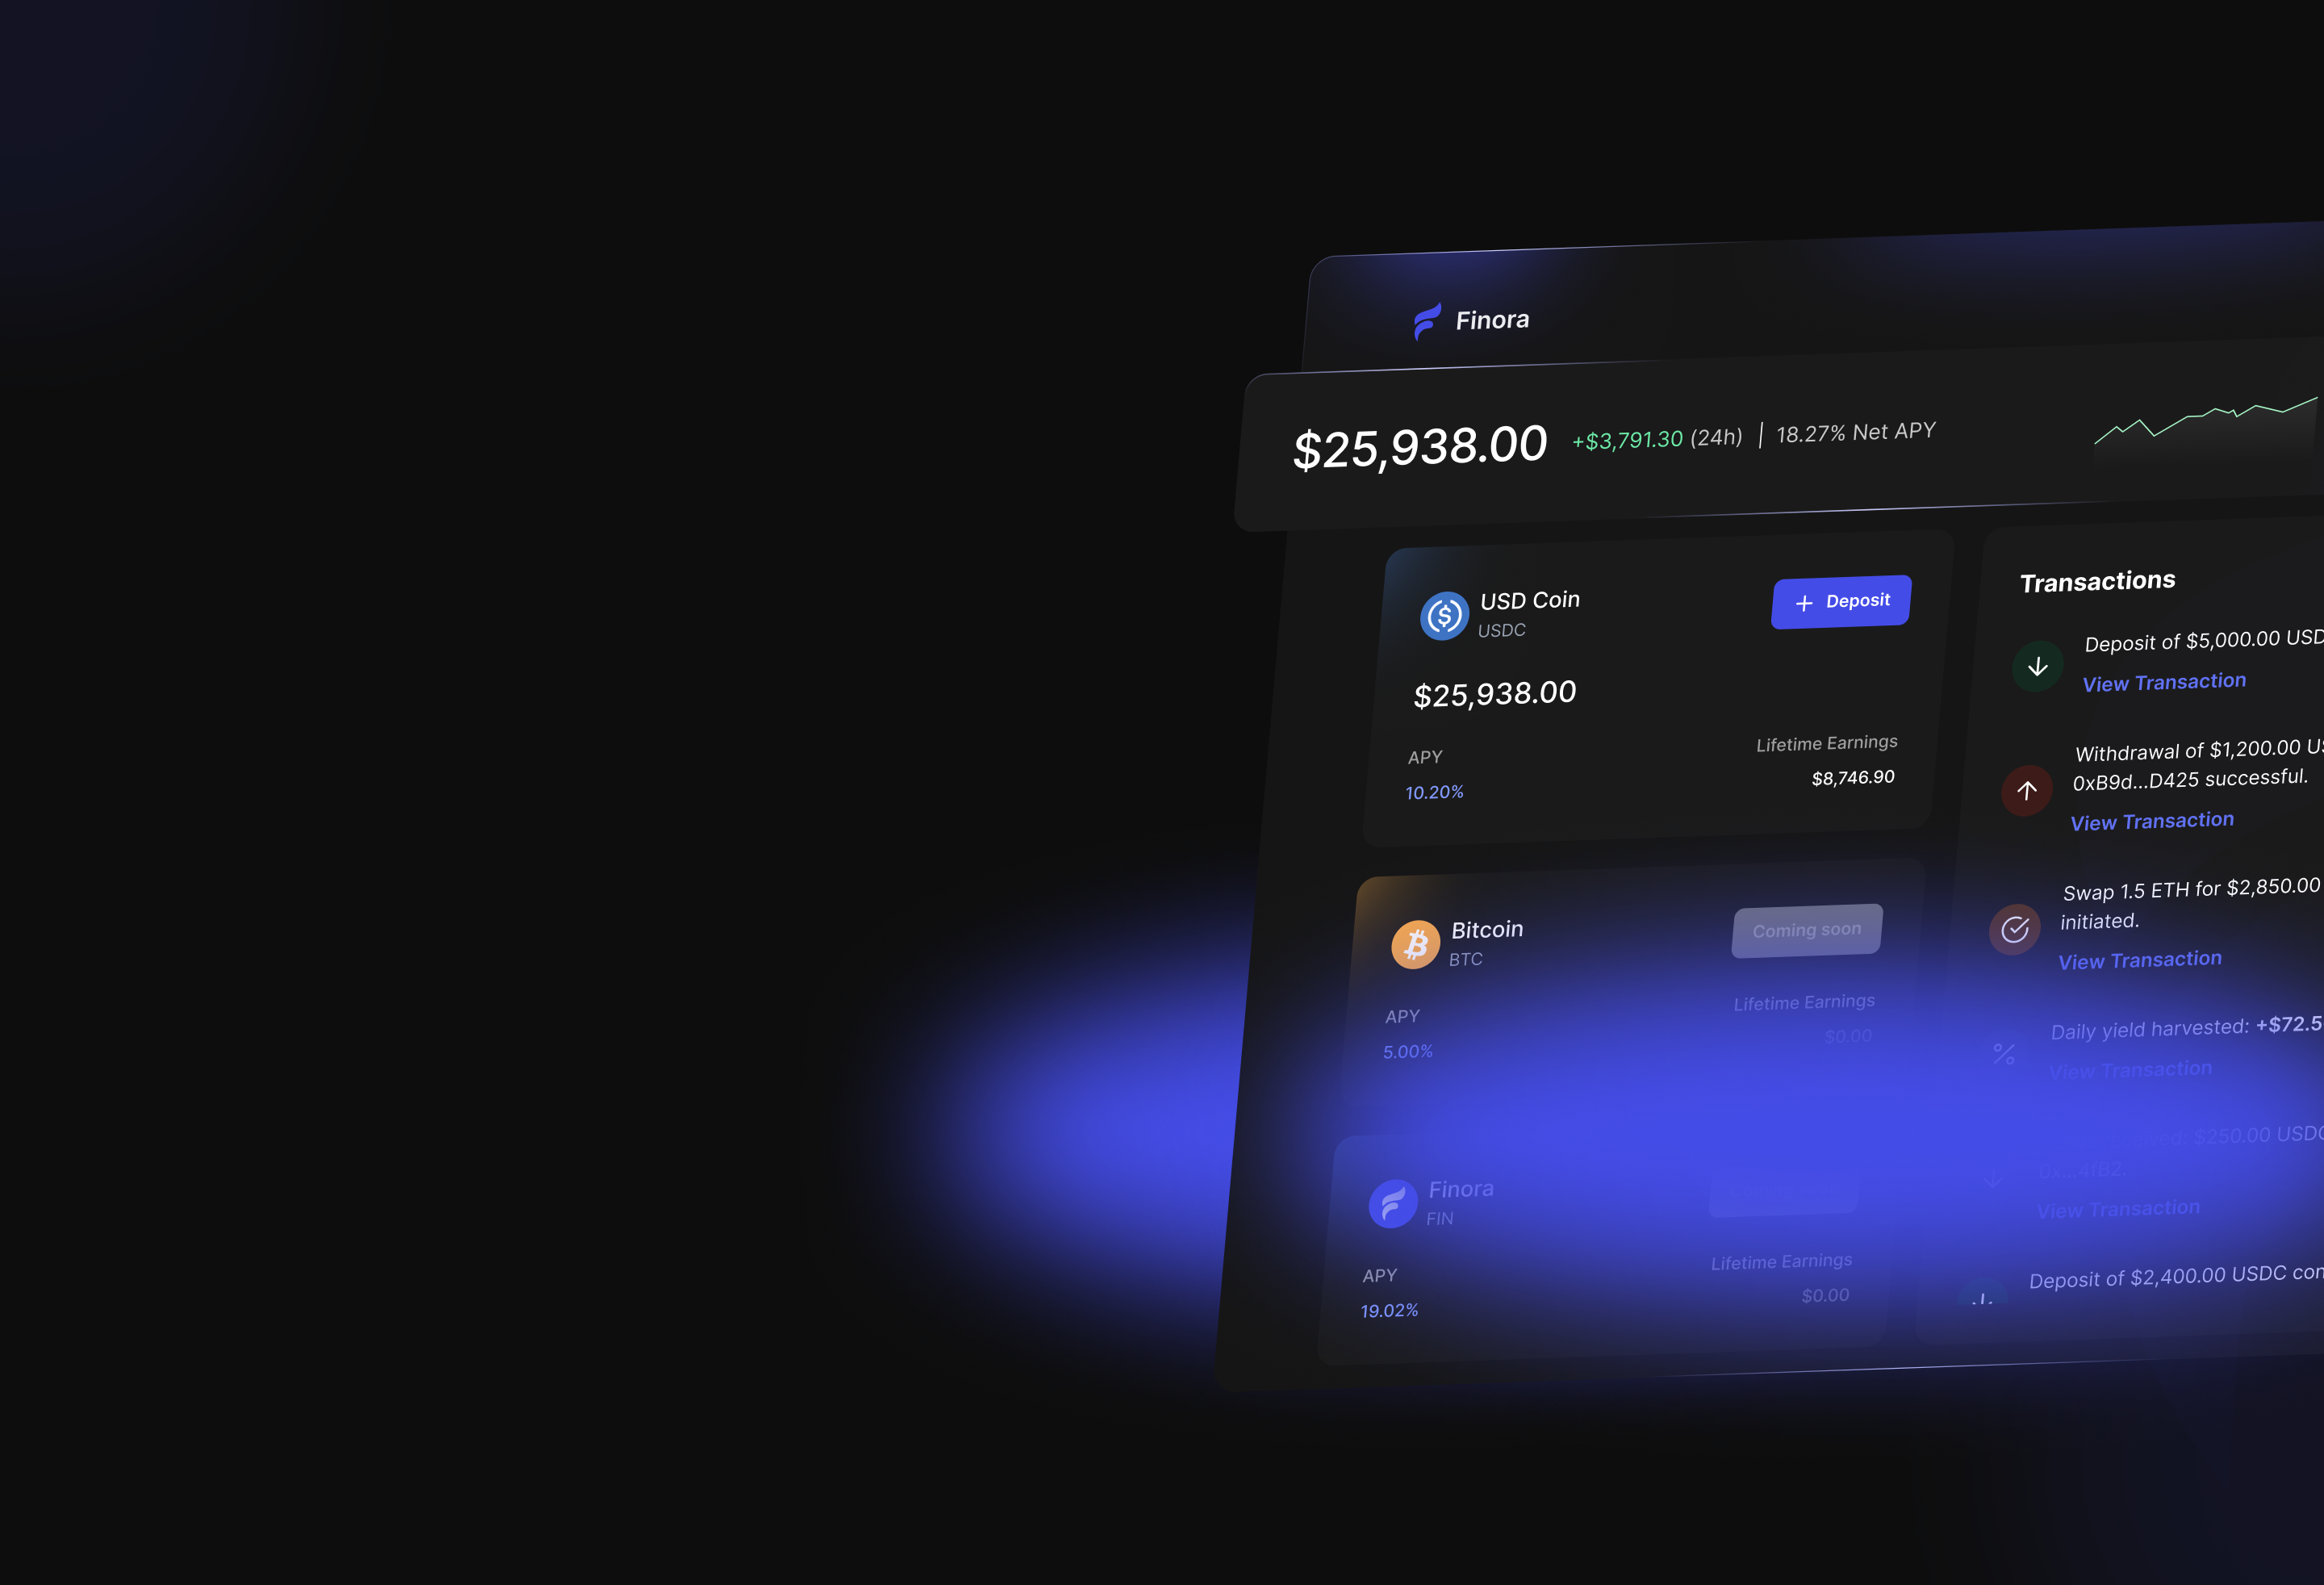 Finora
$25,938.00 +$3,791.30 (24h) | 18.27% Net APY
USD Coin
USDC
Deposit
$25,938.00
APY
Lifetime Earnings
10.20%
$8,746.90
Bitcoin
BTC
Coming soon
APY
Lifetime Earnings
5.00%
$0.00
Finora
FIN
APY
Lifetime Earnings
19.02%
$0.00
Transactions
Deposit of $5,000.00 USD
View Transaction
Withdrawal of $1,200.00
0xB9d...D425 successful.
View Transaction
Swap 1.5 ETH for $2,850.00
initiated.
View Transaction
Daily yield harvested: +$72.5
View Transaction
$250.00 USDC
View Transaction
Deposit of $2,400.00 USDC con